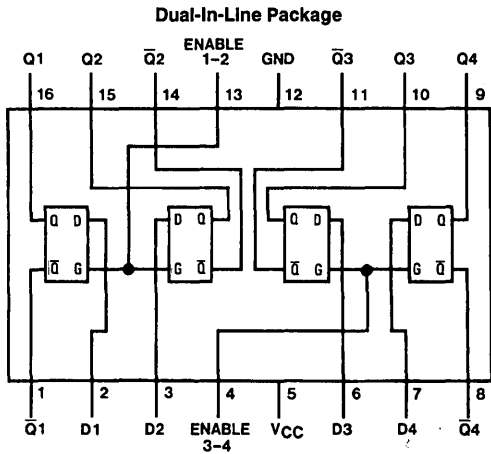 Dual-In-Line Package
Q1 Q2 Q̅2 ENABLE 1-2 GND Q̅3 Q3 Q4
16 15 14 13 12 11 10 9
Q D D Q Q D D Q
Q̅ G G Q̅ Q̅ G G Q̅
1 2 3 4 5 6 7 8
Q̅1 D1 D2 ENABLE 3-4 VCC D3 D4 Q̅4